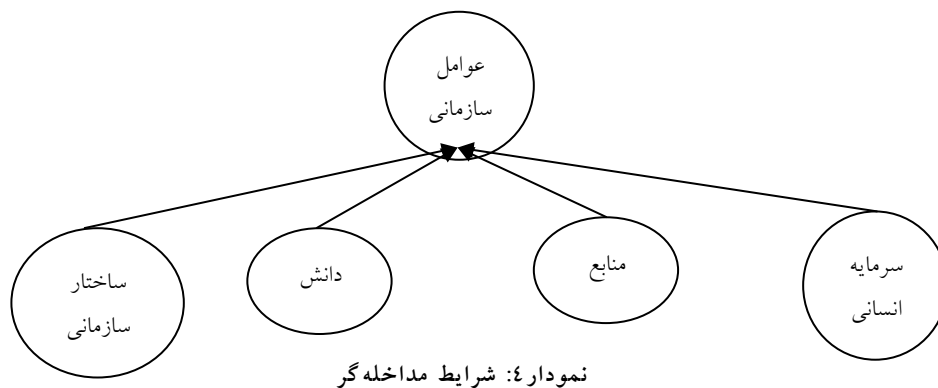 عوامل
سازمانی
سرمایه
انسانی
منابع
دانش
ساختار
سازمانی
نمودار٤: شرایط مداخله‌گر